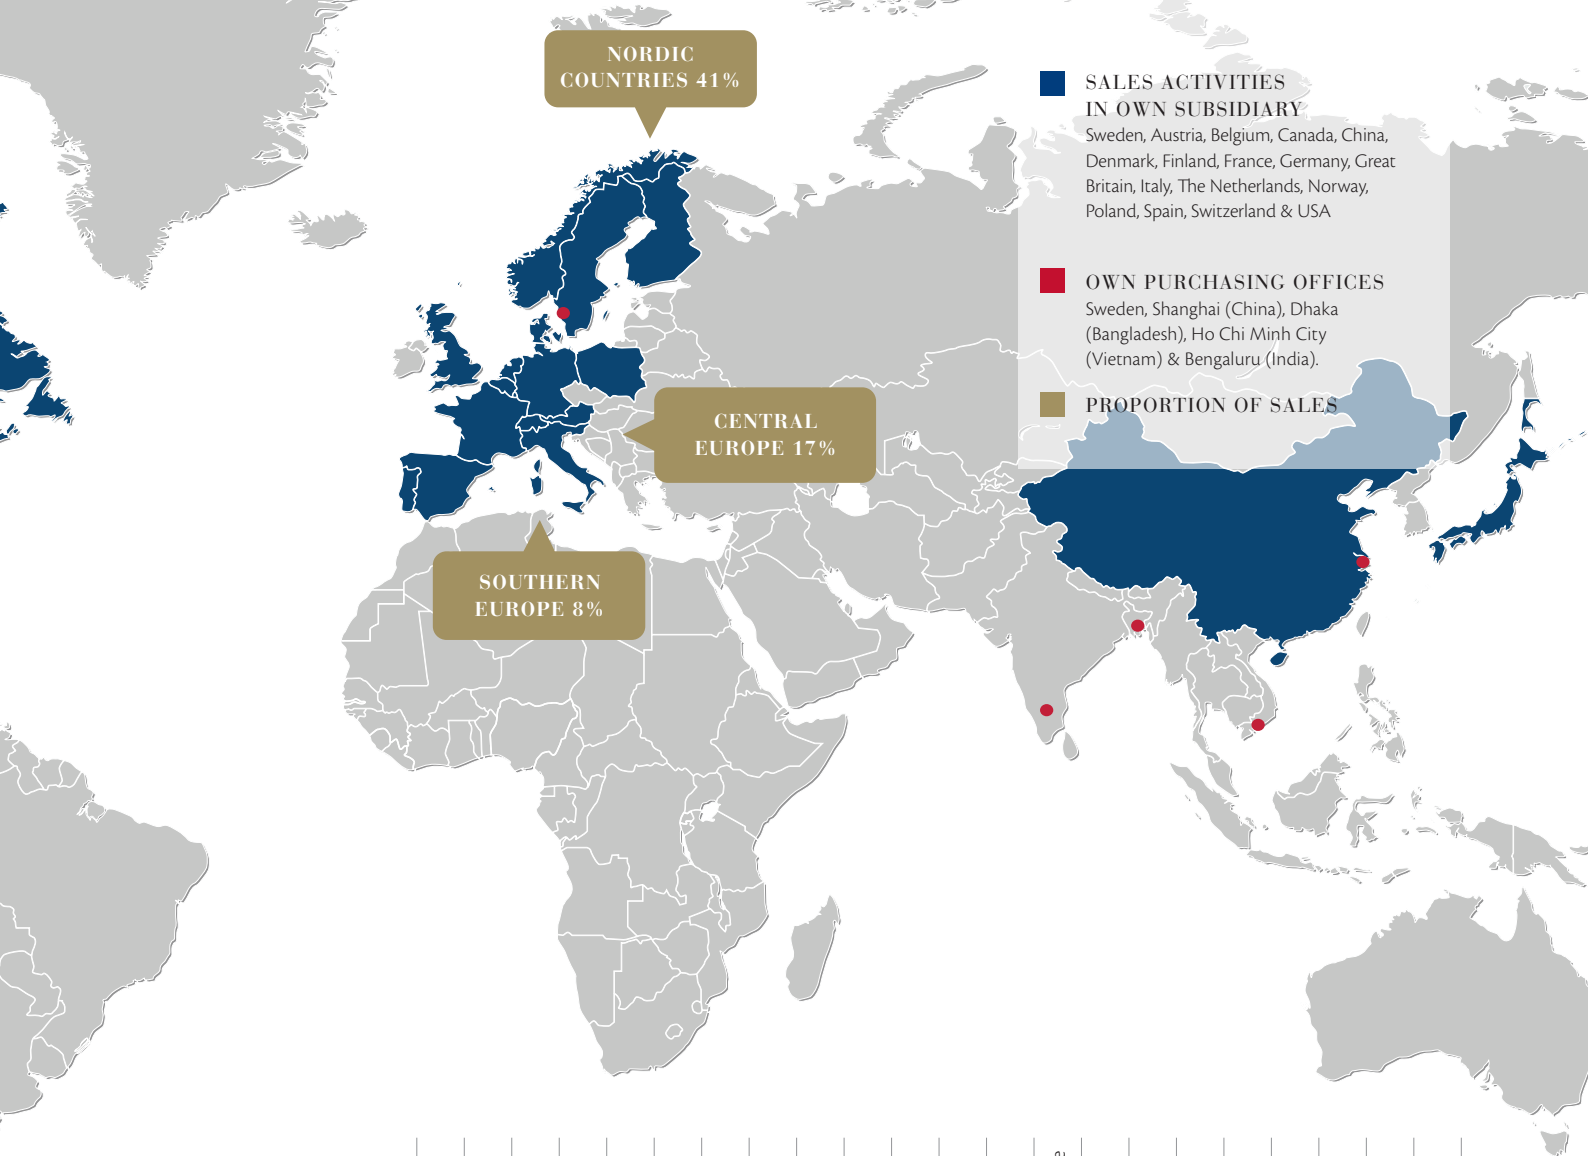 NORDIC
COUNTRIES 41%
SALES ACTIVITIES
IN OWN SUBSIDIARY
Sweden, Austria, Belgium, Canada, China,
Denmark, Finland, France, Germany, Great
Britain, Italy, The Netherlands, Norway,
Poland, Spain, Switzerland & USA
OWN PURCHASING OFFICES
Sweden, Shanghai (China), Dhaka
(Bangladesh), Ho Chi Minh City
(Vietnam) & Bengaluru (India).
PROPORTION OF SALES
CENTRAL
EUROPE 17%
SOUTHERN
EUROPE 8%